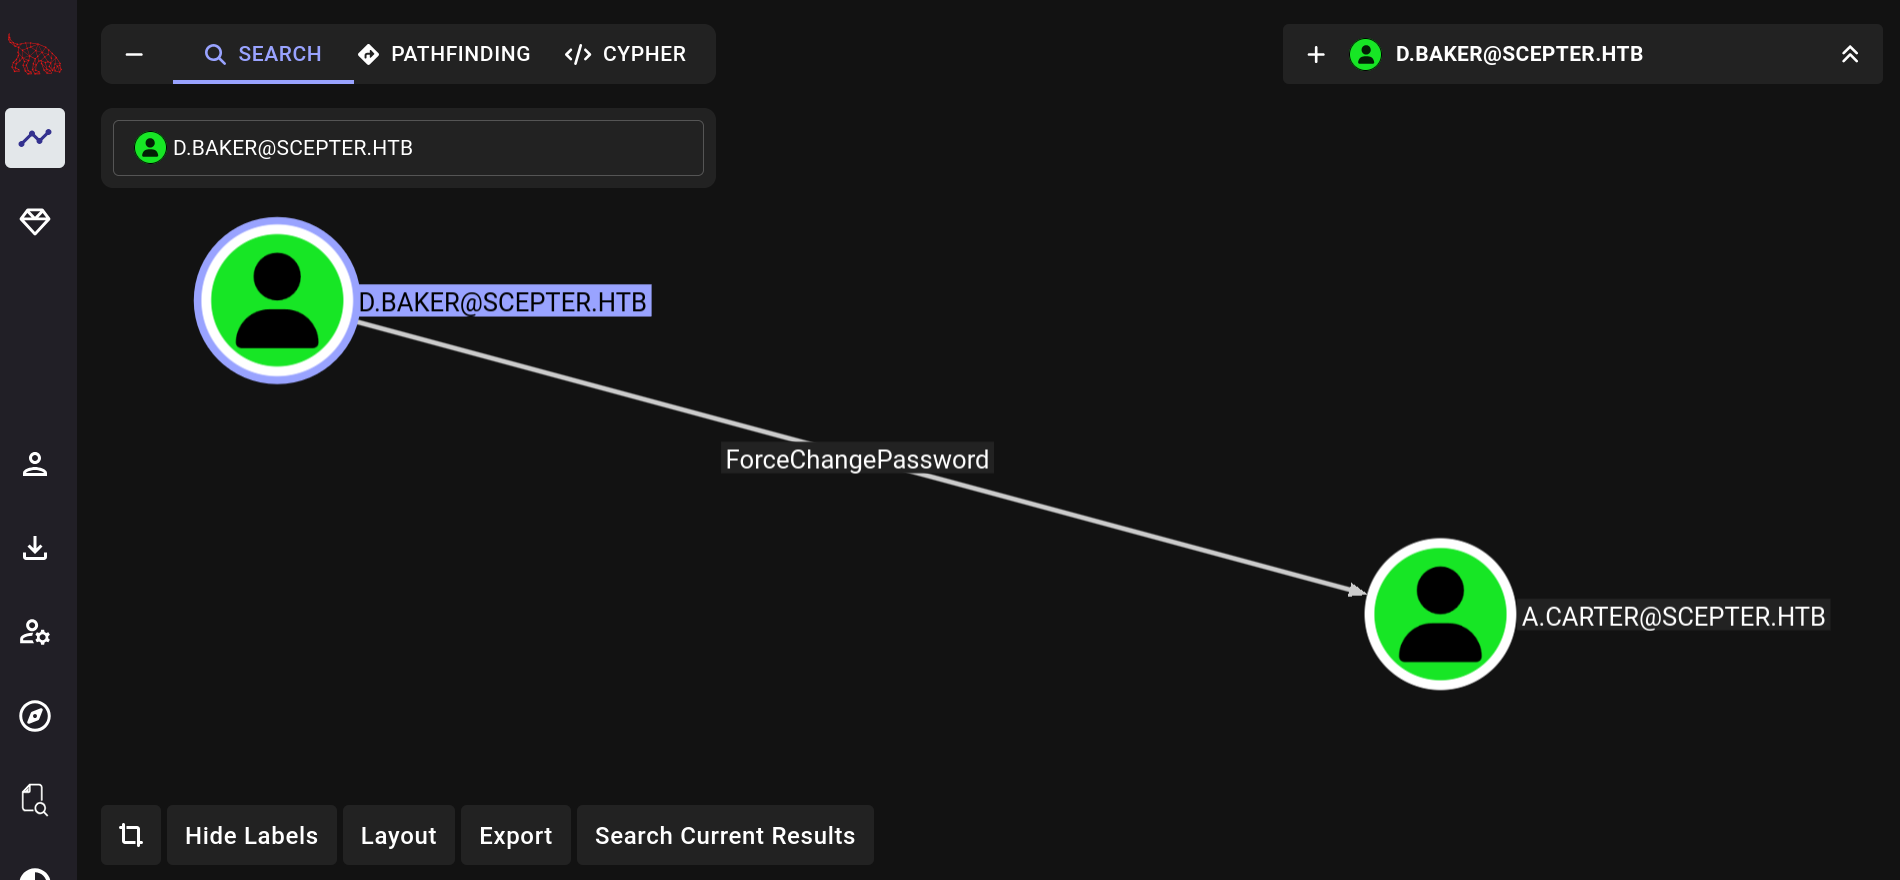 SEARCH PATHFINDING CYPHER
D.BAKER@SCEPTER.HTB
D.BAKER@SCEPTER.HTB
D.BAKER@SCEPTER.HTB
ForceChangePassword
A.CARTER@SCEPTER.HTB
Hide Labels Layout Export Search Current Results